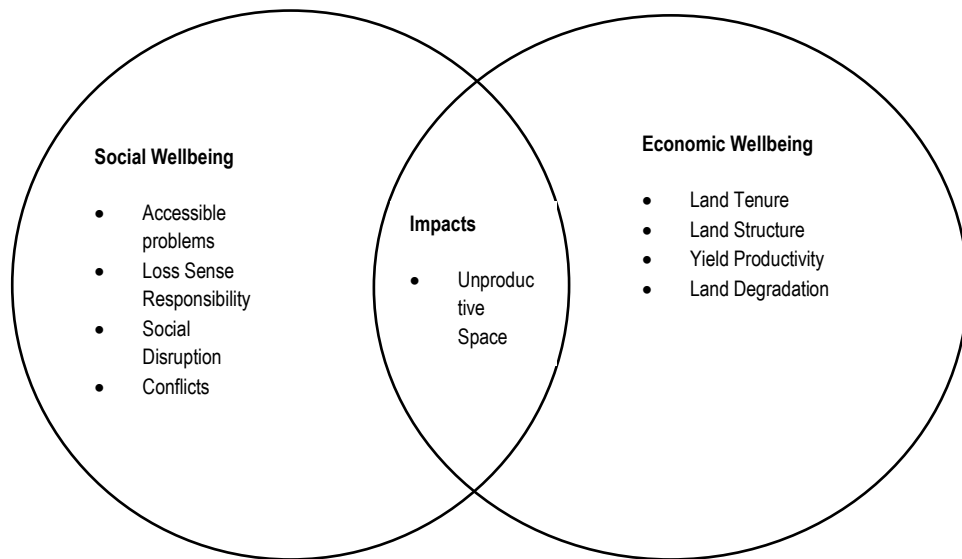 Social Wellbeing
• Accessible
problems
• Loss Sense
Responsibility
• Social
Disruption
• Conflicts
Impacts
• Unproduc
tive
Space
Economic Wellbeing
• Land Tenure
• Land Structure
• Yield Productivity
• Land Degradation